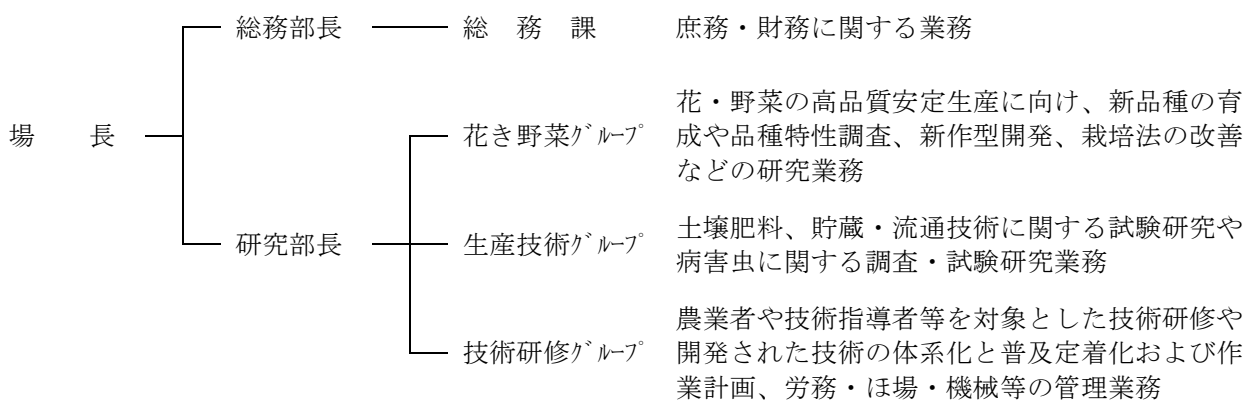 総務部長 総務課 庶務・財務に関する業務
花・野菜の高品質安定生産に向け、新品種の育
場長 花き野菜グループ 成や品種特性調査、新作型開発、栽培法の改善
などの研究業務
研究部長 生産技術グループ 土壌肥料、貯蔵・流通技術に関する試験研究や
病害虫に関する調査・試験研究業務
農業者や技術指導者等を対象とした技術研修や
技術研修グループ 開発された技術の体系化と普及定着化および作
業計画、労務・ほ場・機械等の管理業務